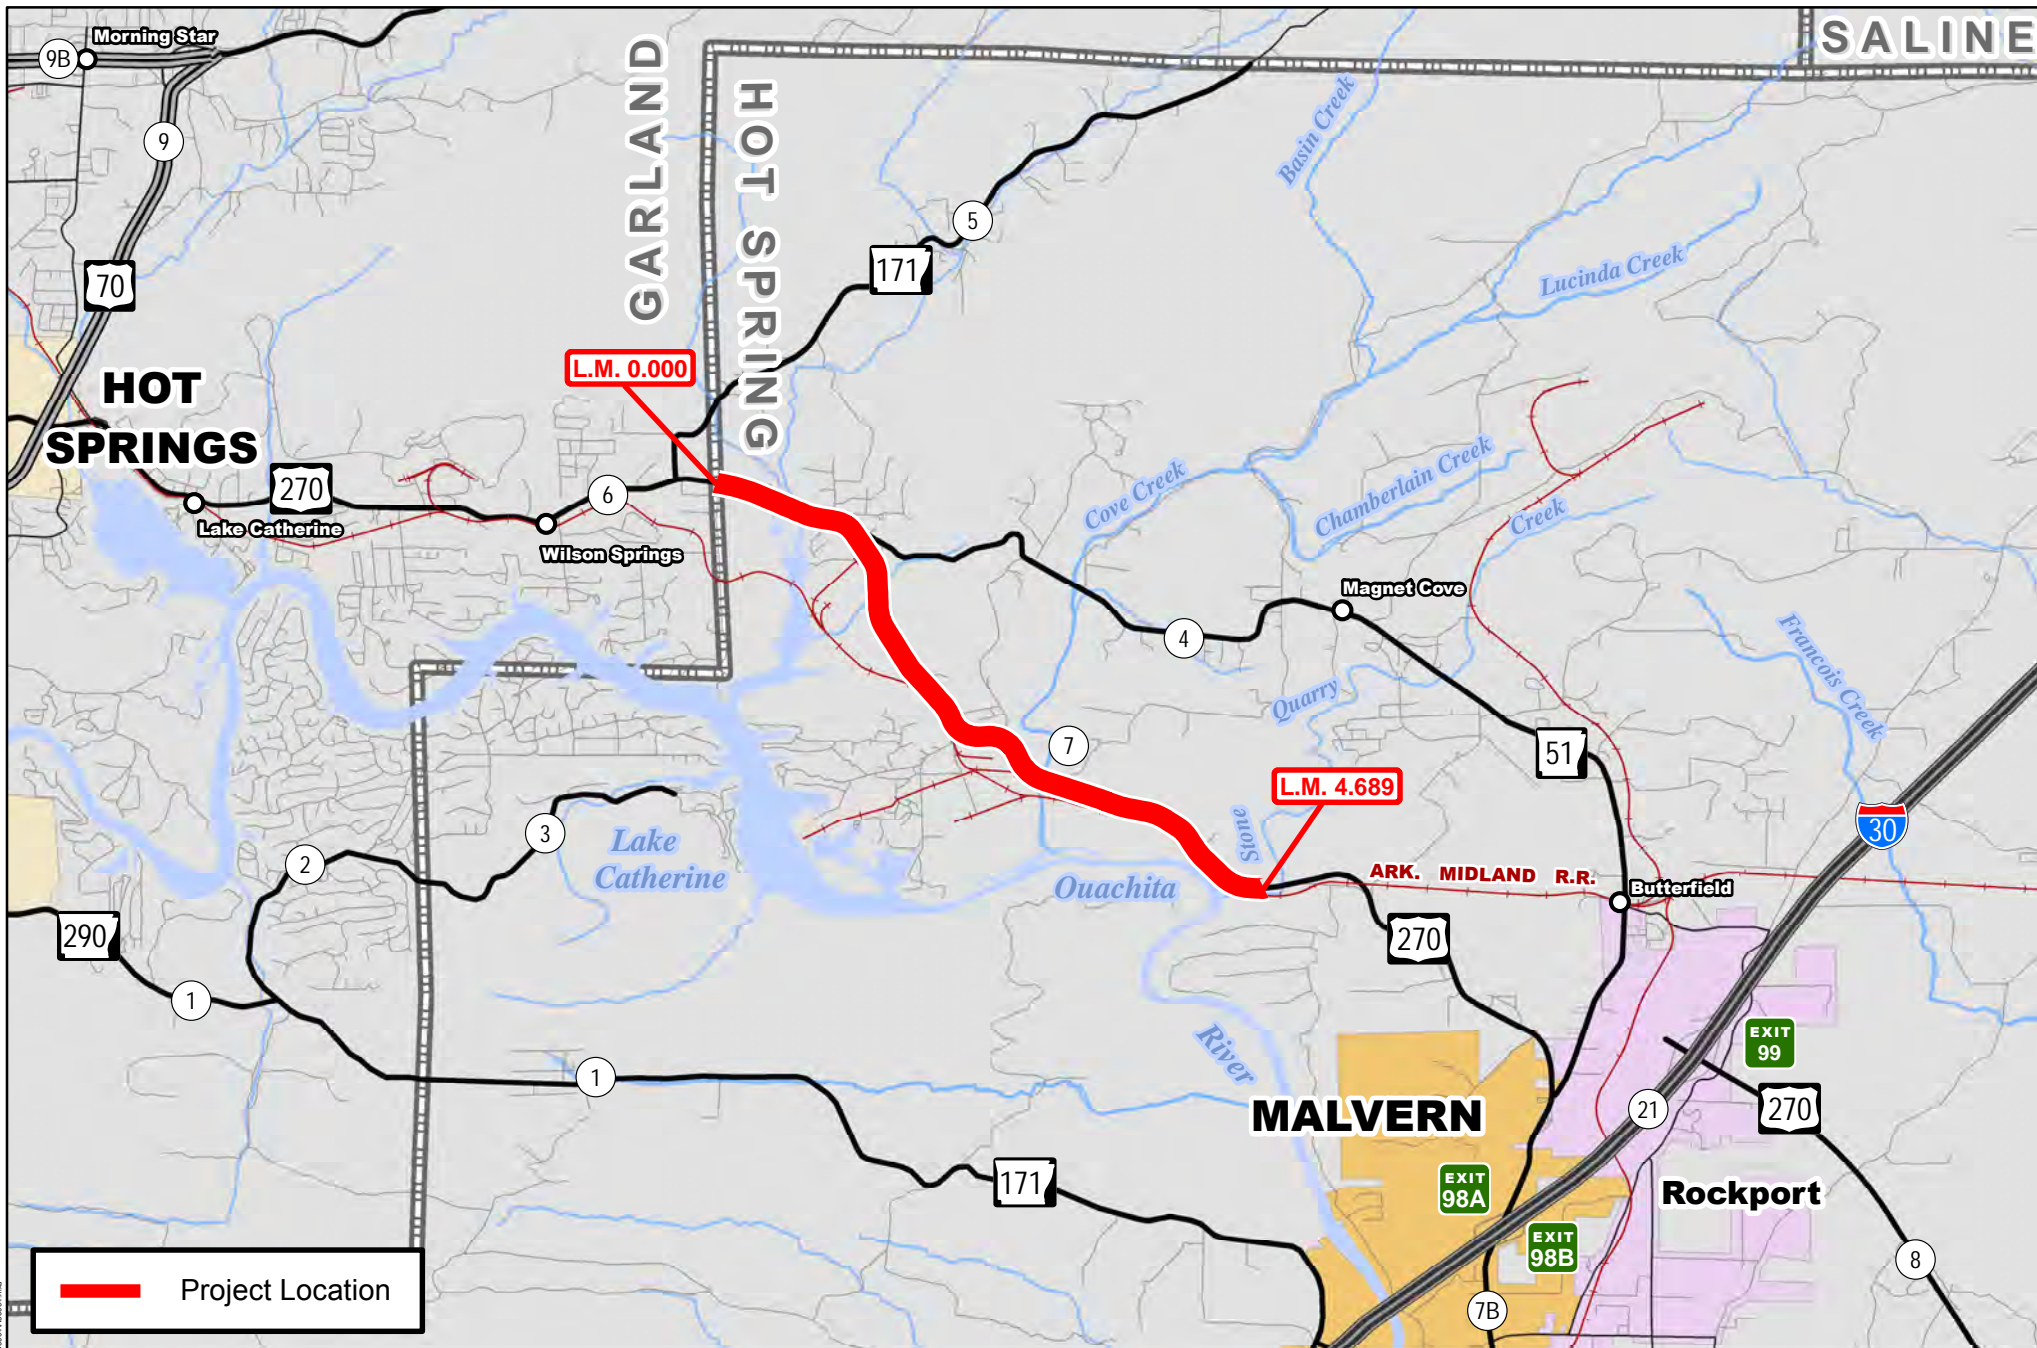 Morning Star
9B
SALINE
GARLAND
HOT SPRING
9
Basin Creek
5
171
70
Lucinda Creek
L.M. 0.000
HOT
SPRINGS
270
6
Lake Catherine
Wilson Springs
Cove Creek
Chamberlain Creek
Creek
Magnet Cove
4
Francois Creek
Quarry
7
51
L.M. 4.689
Stone
30
3
Lake
Catherine
2
ARK. MIDLAND R.R.
Butterfield
Ouachita
290
270
1
River
EXIT
99
1
MALVERN
21
270
171
EXIT
98A
Rockport
EXIT
98B
8
Project Location
7B